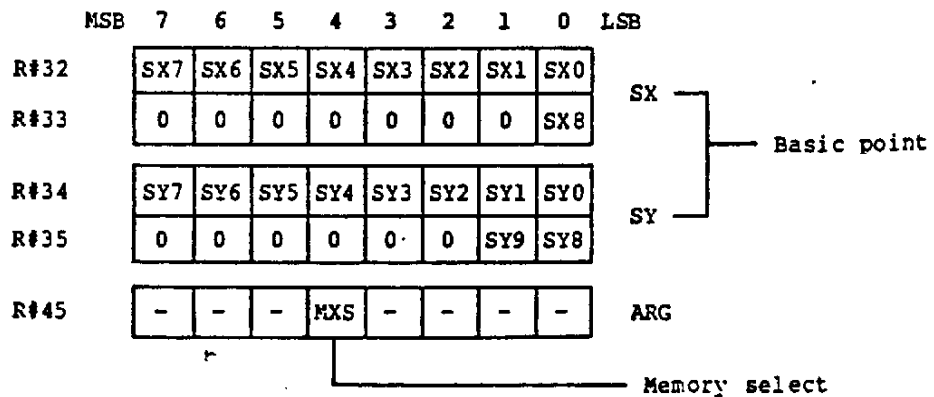 MSB 7 6 5 4 3 2 1 0 LSB
R#32 SX7 SX6 SX5 SX4 SX3 SX2 SX1 SX0
SX
R#33 0 0 0 0 0 0 0 SX8
Basic point
R#34 SY7 SY6 SY5 SY4 SY3 SY2 SY1 SY0
SY
R#35 0 0 0 0 0 0 SY9 SY8
R#45 - - - MXS - - - - ARG
Memory select